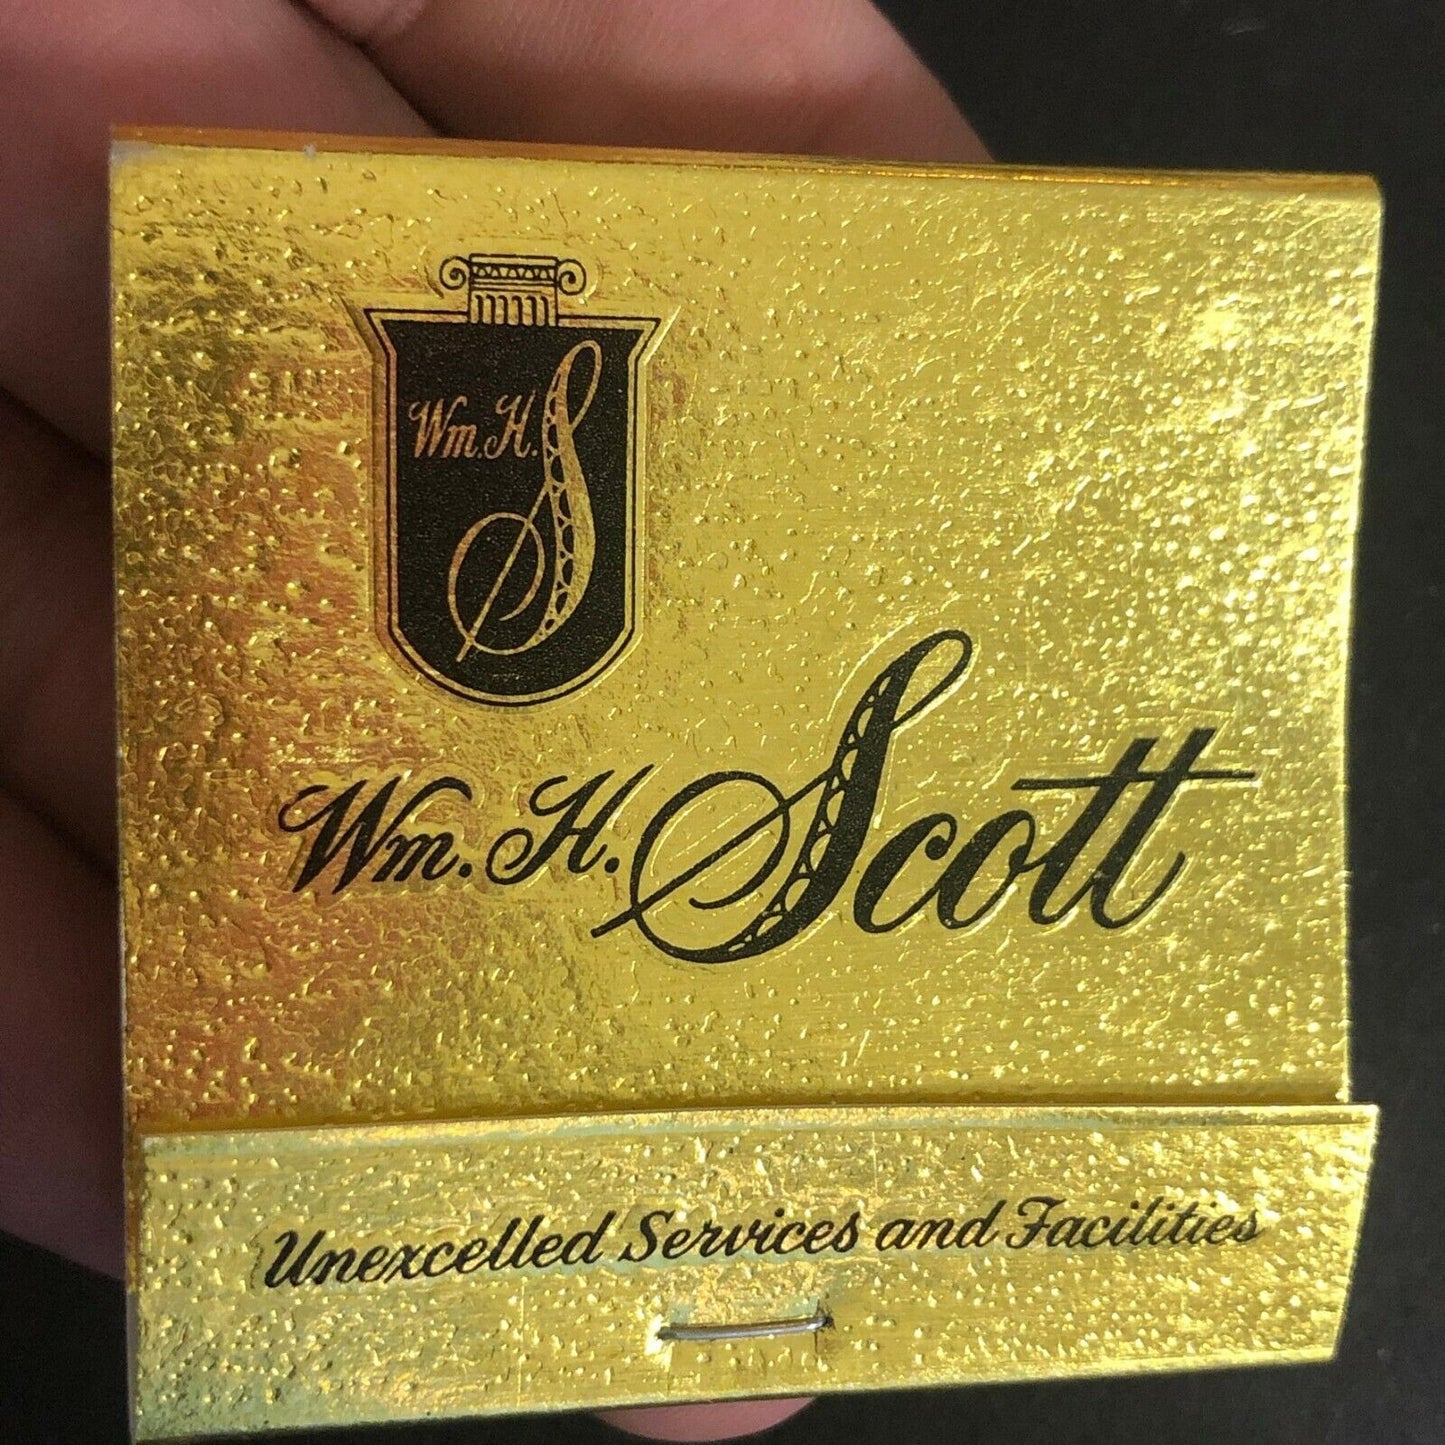 Wm. H. S
Wm. H. Scott
Unexcelled Services and Facilities